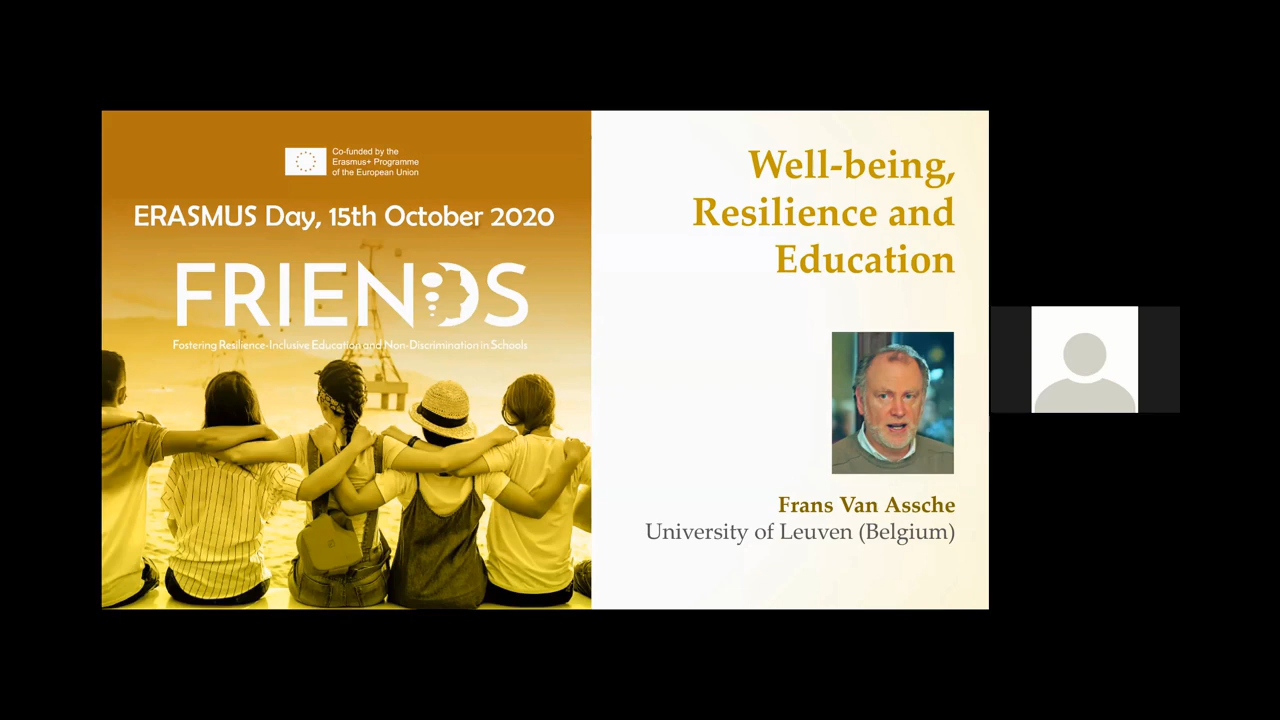 Co-funded by the
Erasmus+ Programme
of the European Union
ERASMUS Day, 15th October 2020
FRIENDS
Fostering Resilience-Inclusive Education and Non-Discrimination in Schools
Well-being,
Resilience and
Education
Frans Van Assche
University of Leuven (Belgium)